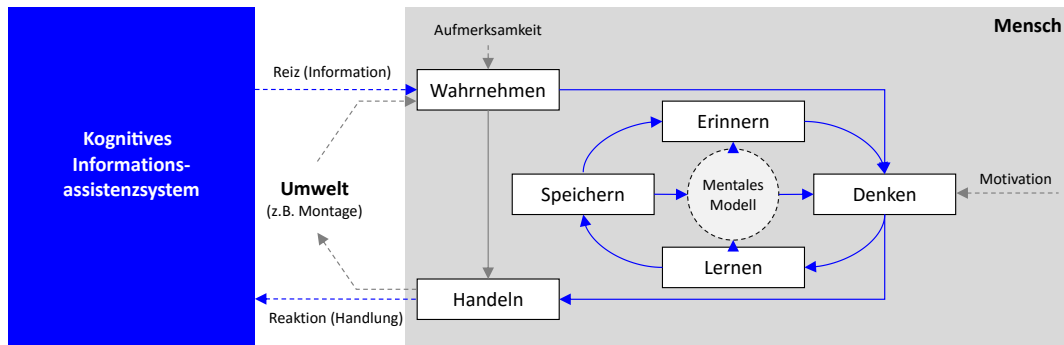 Mensch
Aufmerksamkeit
Reiz (Information)
Wahrnehmen
Kognitives
Informations-
assistenzsystem
Umwelt
(z.B. Montage)
Erinnern
Speichern
Mentales
Modell
Denken
Motivation
Lernen
Handeln
Reaktion (Handlung)